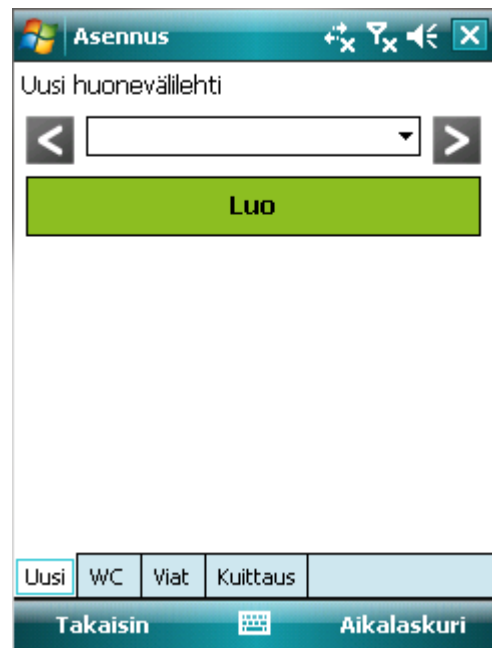 Asennus
Uusi huonevälilehti
< >
Luo
Uusi WC Viat Kuittaus
Takaisin Aikalaskuri